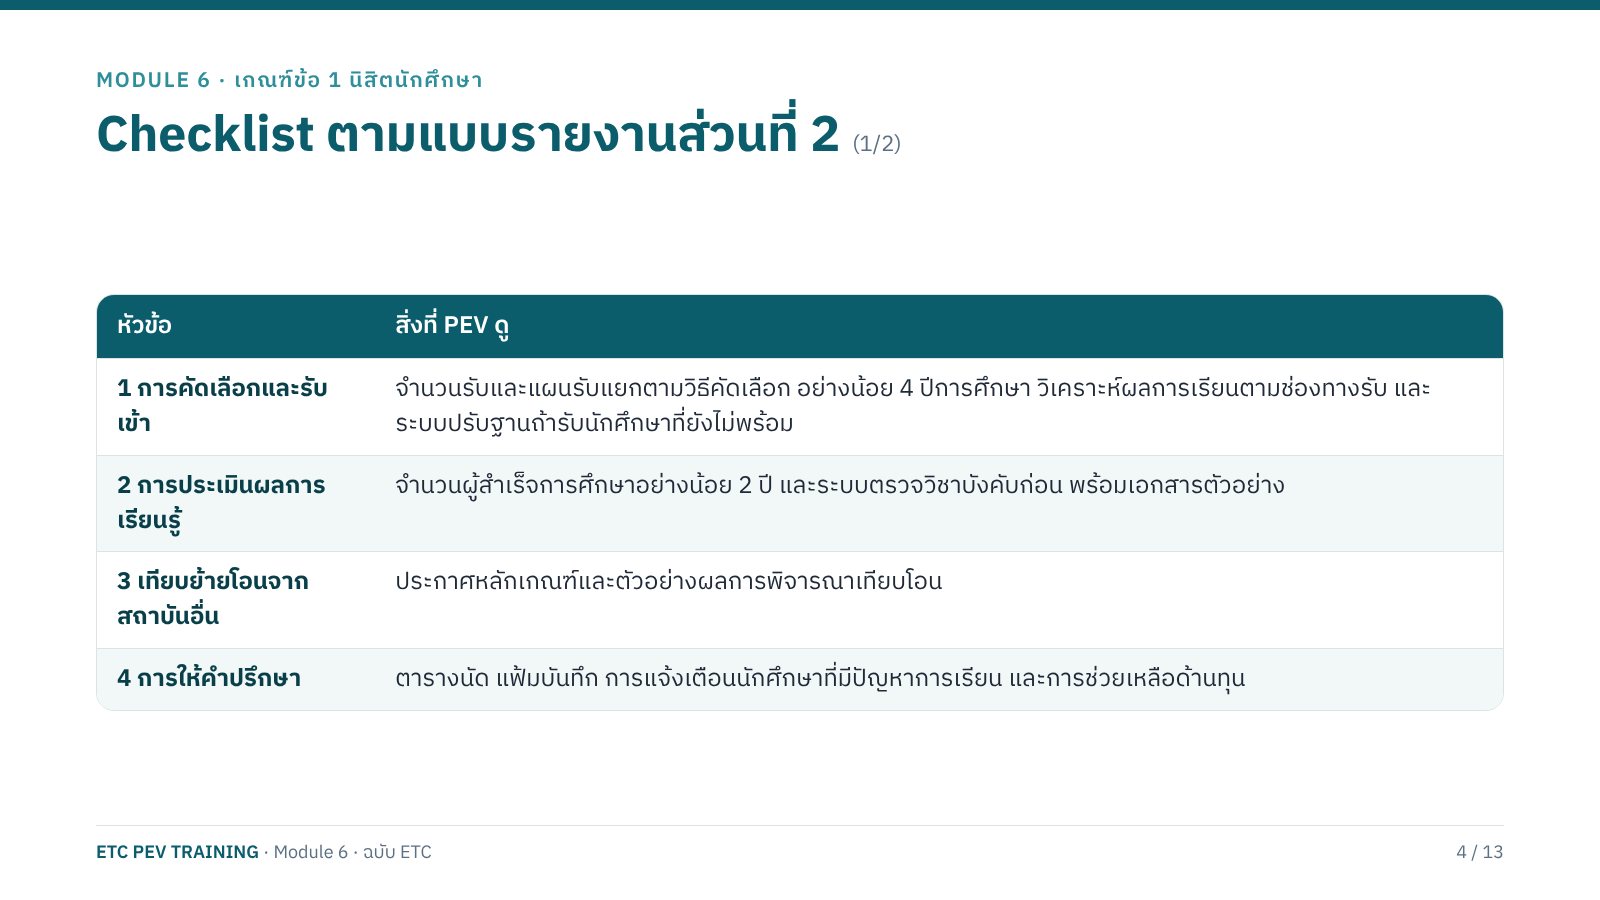 MODULE 6 · เกณฑ์ข้อ 1 นิสิตนักศึกษา
Checklist ตามแบบรายงานส่วนที่ 2 (1/2)
หัวข้อ
สิ่งที่ PEV ดู
1 การคัดเลือกและรับ
เข้า
จำนวนรับและแผนรับแยกตามวิธีคัดเลือก อย่างน้อย 4 ปีการศึกษา วิเคราะห์ผลการเรียนตามช่องทางรับ และ
ระบบปรับฐานถ้ารับนักศึกษาที่ยังไม่พร้อม
2 การประเมินผลการ
เรียนรู้
จำนวนผู้สำเร็จการศึกษาอย่างน้อย 2 ปี และระบบตรวจวิชาบังคับก่อน พร้อมเอกสารตัวอย่าง
3 เทียบย้ายโอนจาก
สถาบันอื่น
ประกาศหลักเกณฑ์และตัวอย่างผลการพิจารณาเทียบโอน
4 การให้คำปรึกษา
ตารางนัด แฟ้มบันทึก การแจ้งเตือนนักศึกษาที่มีปัญหาการเรียน และการช่วยเหลือด้านทุน
ETC PEV TRAINING · Module 6 · ฉบับ ETC
4 / 13